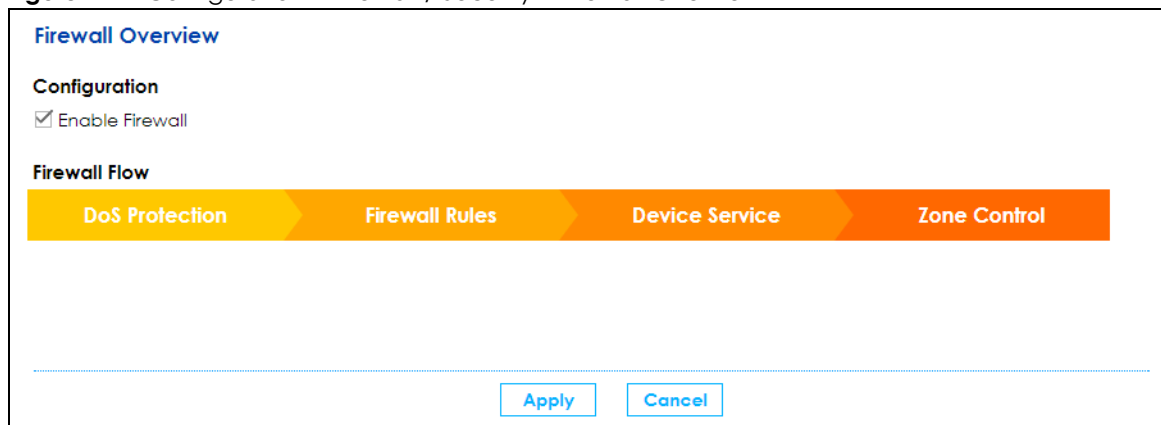 Firewall Overview
Configuration
Enable Firewall
Firewall Flow
DoS Protection Firewall Rules Device Service Zone Control
Apply Cancel